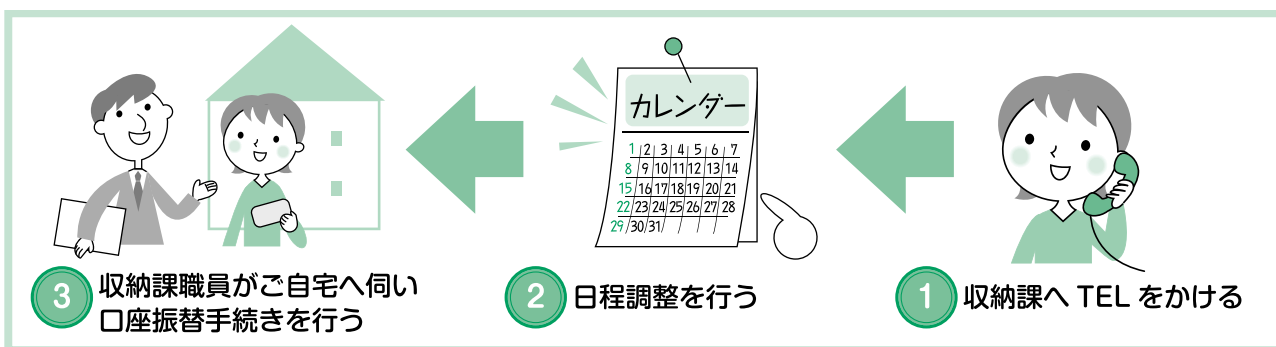 1 収納課へ TEL をかける
2 日程調整を行う
カレンダー
1 2 3 4 5 6 7
8 9 10 11 12 13 14
15 16 17 18 19 20 21
22 23 24 25 26 27 28
29 30 31
3 収納課職員がご自宅へ伺い
口座振替手続きを行う